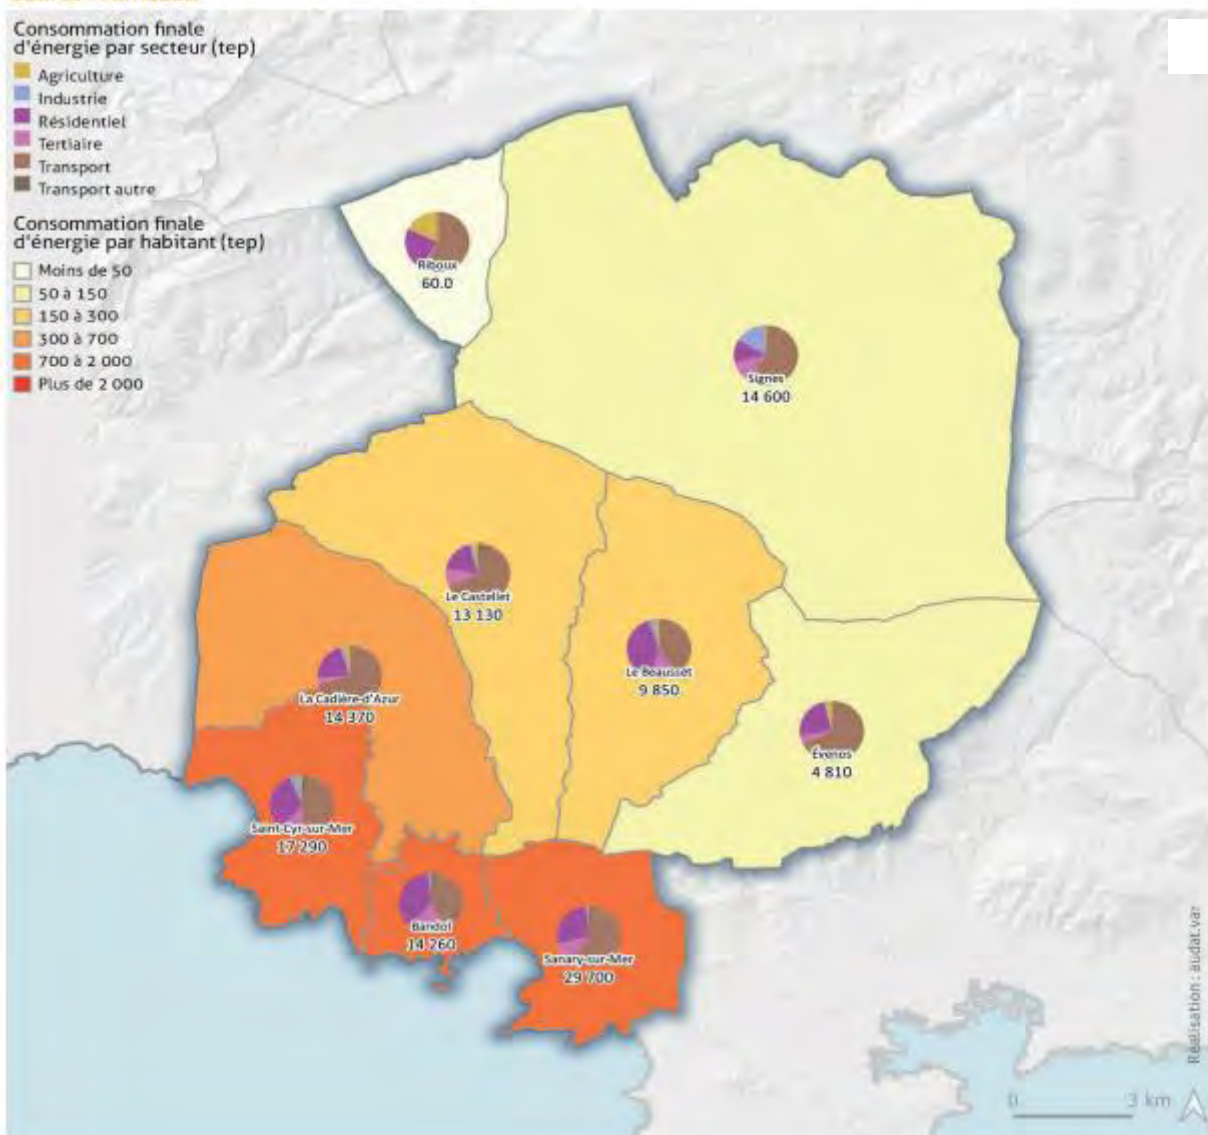 Consommation finale
d'énergie par secteur (tep)
Agriculture
Industrie
Résidentiel
Tertiaire
Transport
Transport autre
Consommation finale
d'énergie par habitant (tep)
Moins de 50
50 à 150
150 à 300
300 à 700
700 à 2 000
Plus de 2 000
Riboux
60.0
Signes
14 600
Le Castellet
13 130
Le Beausset
9 850
La Cadière-d'Azur
14 370
Évenos
4 810
Saint-Cyr-sur-Mer
17 290
Bandol
14 260
Sanary-sur-Mer
29 700
Réalisation : audat.var
0 3 km